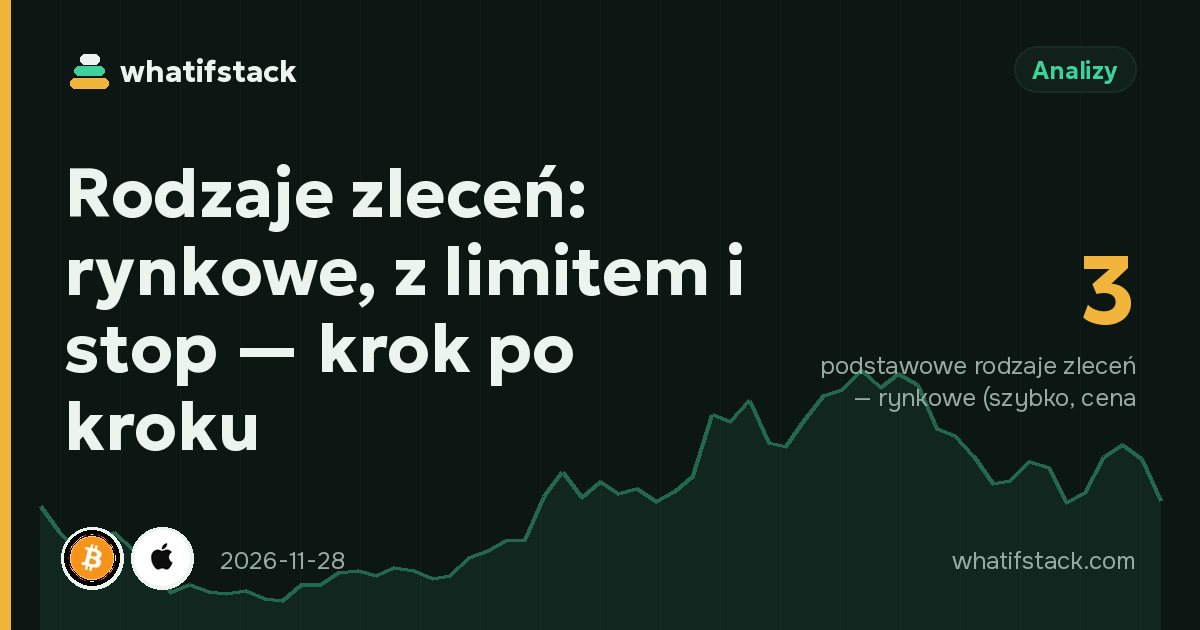 whatifstack
Analizy
Rodzaje zleceń:
rynkowe, z limitem i
stop — krok po
kroku
3
podstawowe rodzaje zleceń
— rynkowe (szybko, cena
2026-11-28
whatifstack.com